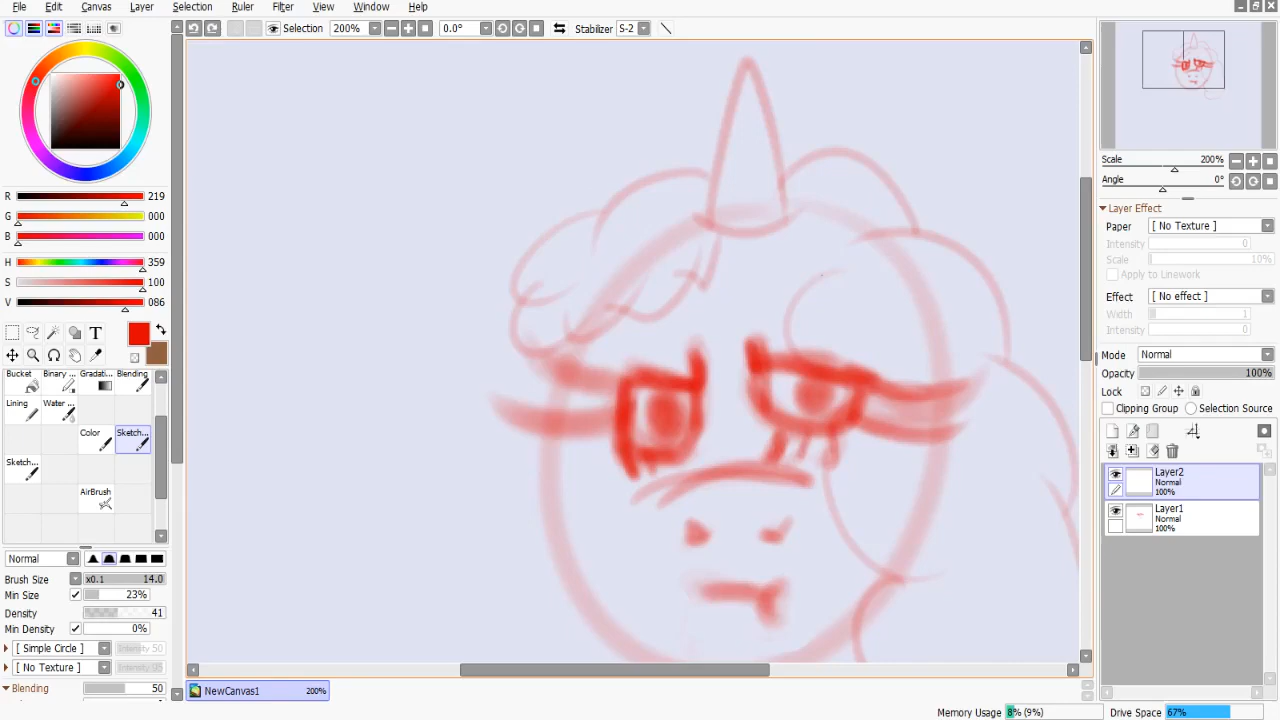 File Edit Canvas Layer Selection Ruler Filter View Window Help
Selection 200% 0.0° Stabilizer S-2
R 219
G 000
B 000
H 359
S 100
V 086
T
Bucket Binary ... Gradati... Blending
Lining Water ...
Color Sketch...
Sketch...
AirBrush
Normal
Brush Size x0.1 14.0
Min Size 23%
Density 41
Min Density 0%
[ Simple Circle ] Intensity 50
[ No Texture ]
Blending 50
NewCanvas1 200%
Scale 200%
Angle 0°
Layer Effect
Paper [ No Texture ]
Intensity 0
Scale 10%
Apply to Linework
Effect [ No effect ]
Width 1
Intensity 0
Mode Normal
Opacity 100%
Lock
Clipping Group Selection Source
Layer2
Normal
100%
Layer1
Normal
100%
Memory Usage 8% (9%) Drive Space 67%